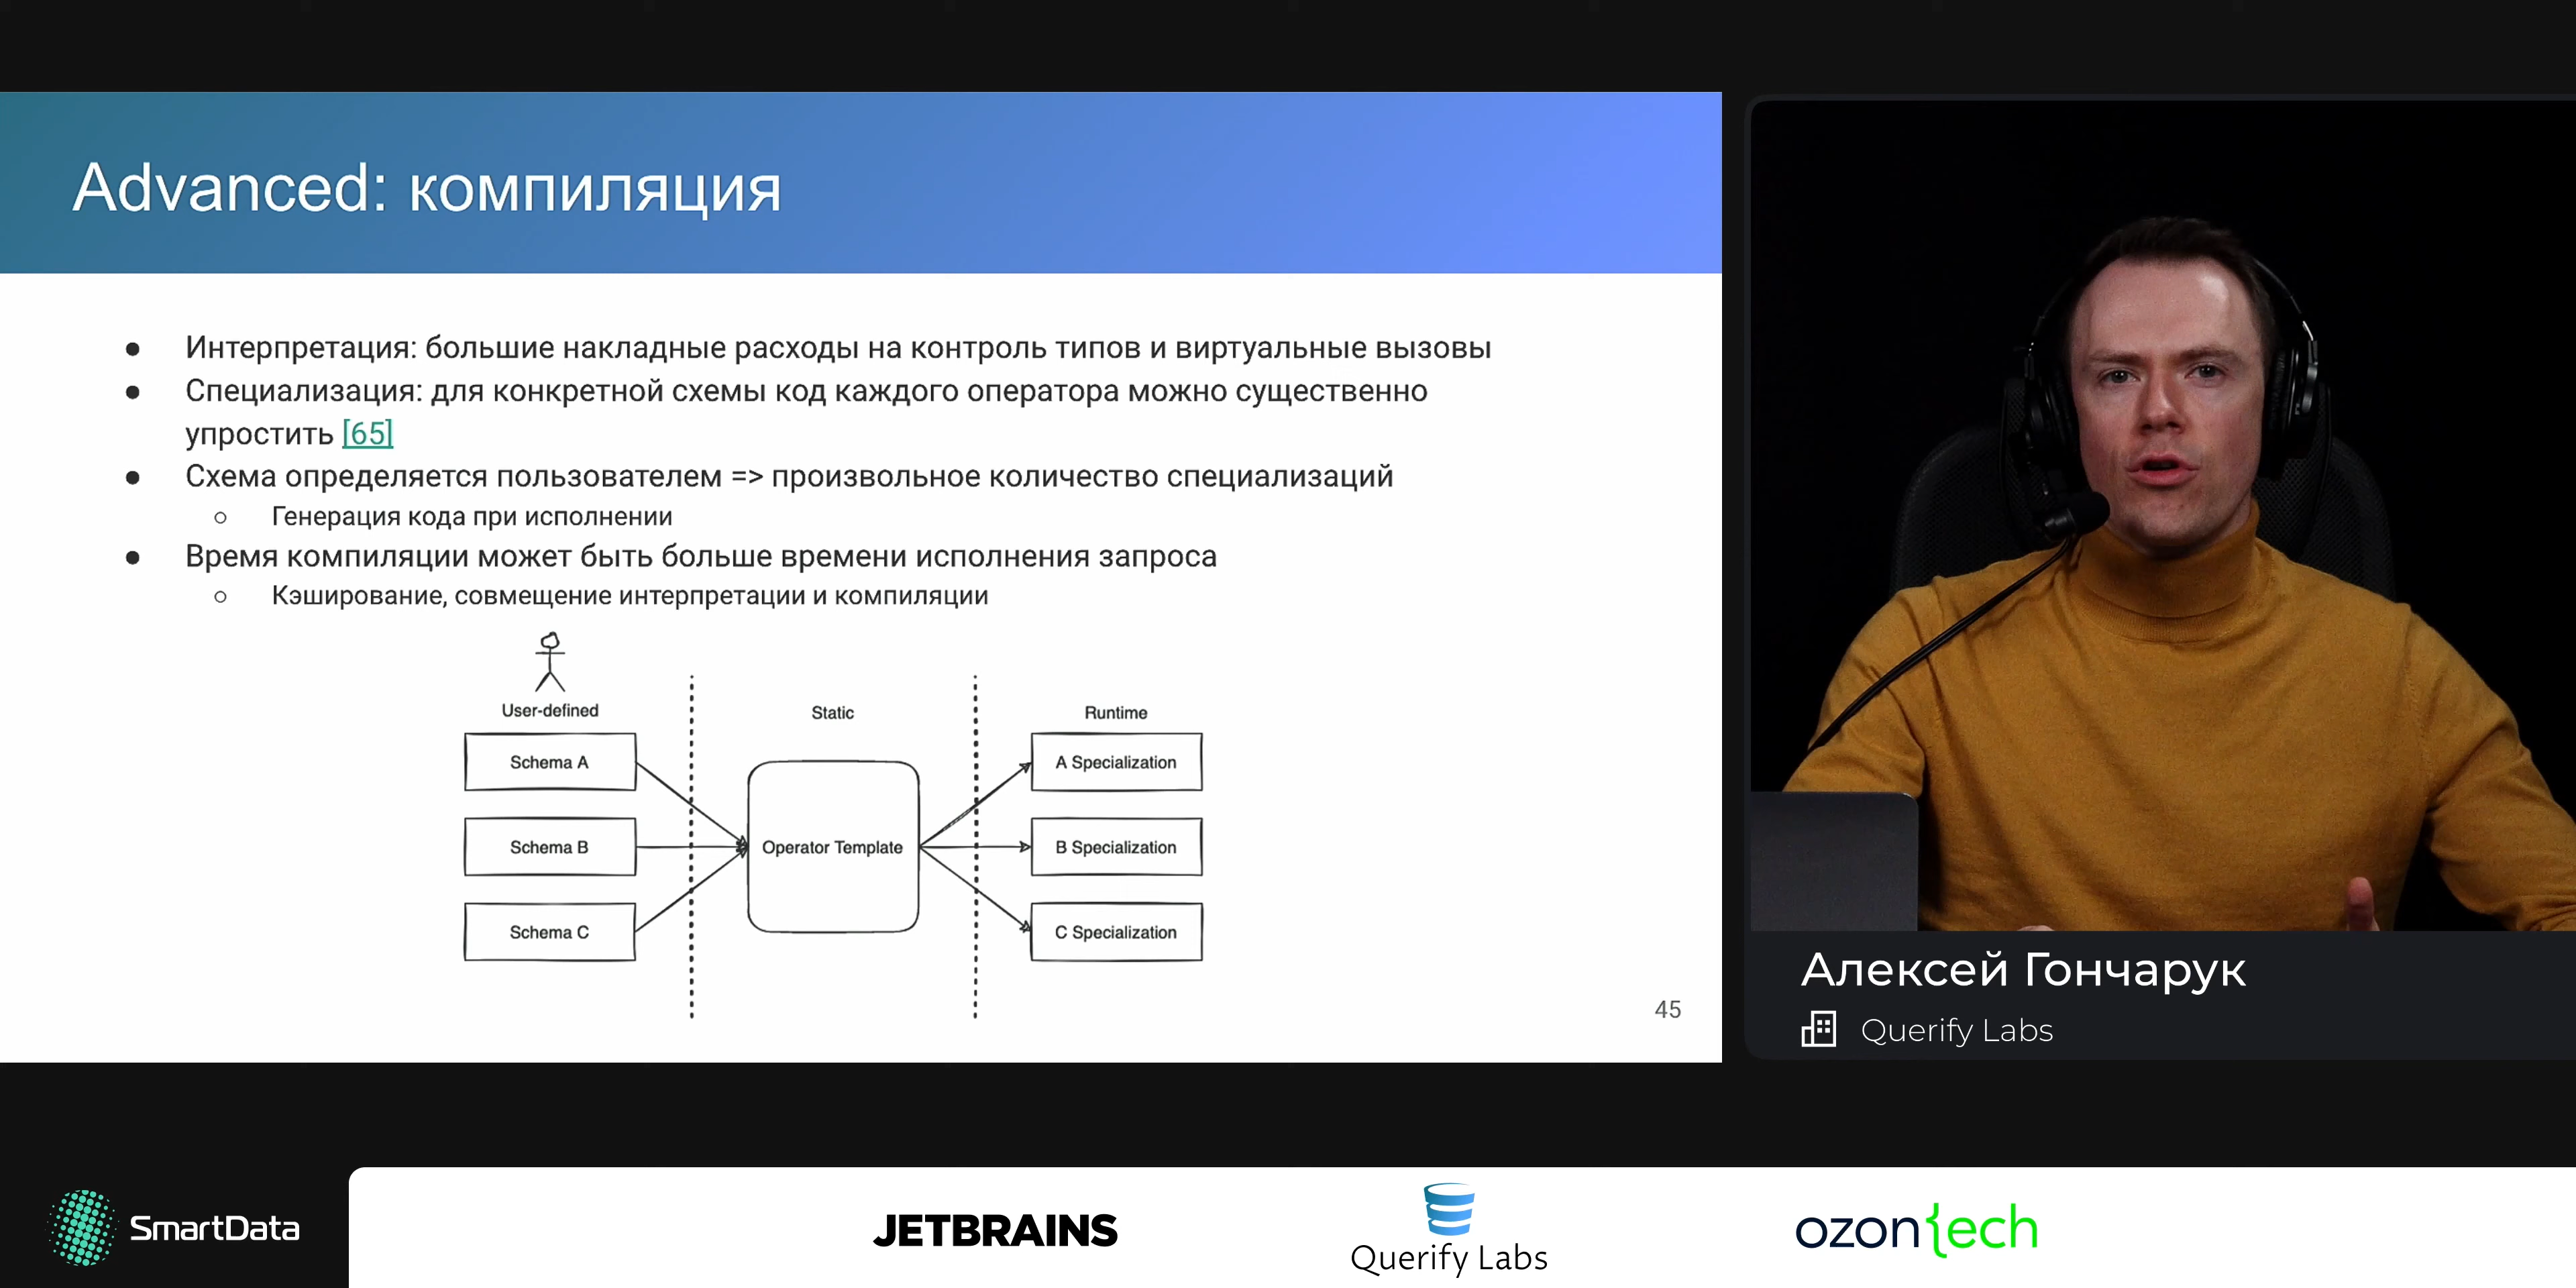 Advanced: компиляция
● Интерпретация: большие накладные расходы на контроль типов и виртуальные вызовы
● Специализация: для конкретной схемы код каждого оператора можно существенно
упростить [65]
● Схема определяется пользователем => произвольное количество специализаций
○ Генерация кода при исполнении
● Время компиляции может быть больше времени исполнения запроса
○ Кэширование, совмещение интерпретации и компиляции
User-defined
Static
Runtime
Schema A
A Specialization
Schema B
Operator Template
B Specialization
Schema C
C Specialization
45
Алексей Гончарук
Querify Labs
SmartData
JETBRAINS
Querify Labs
ozon{ech